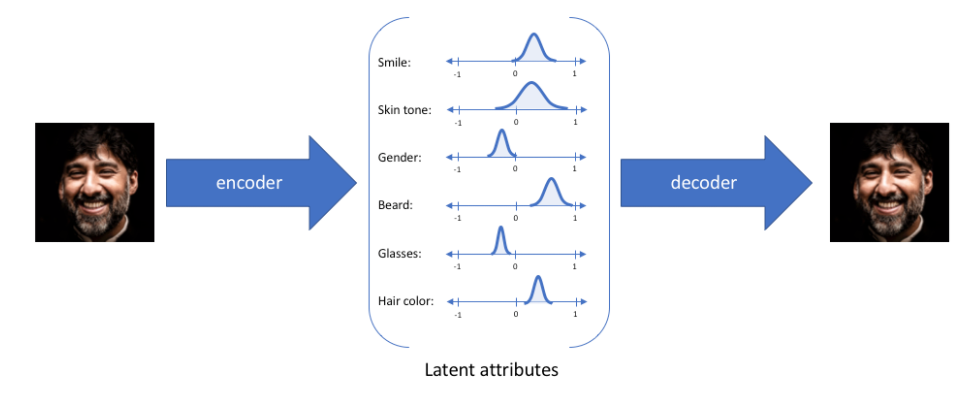 Smile:
-1 0 1
Skin tone:
-1 0 1
Gender:
-1 0 1
encoder
decoder
Beard:
-1 0 1
Glasses:
-1 0 1
Hair color:
-1 0 1
Latent attributes